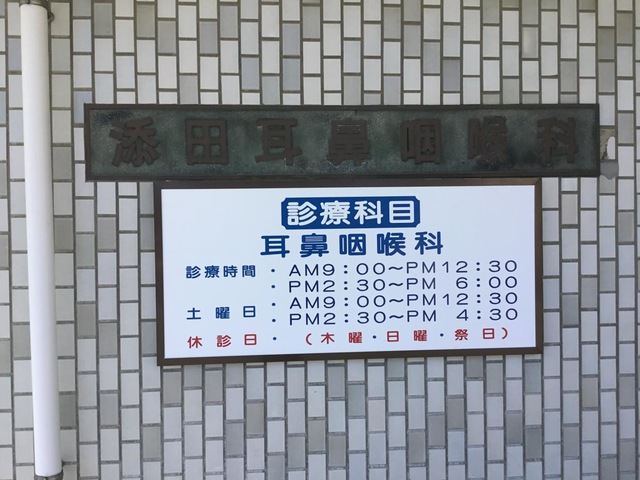 添田耳鼻咽喉科
診療科目
耳鼻咽喉科
診療時間・AM9：00～PM12：30
・PM2：30～PM 6：00
土曜日・AM9：00～PM12：30
・PM2：30～PM 4：30
休診日・（木曜・日曜・祭日）